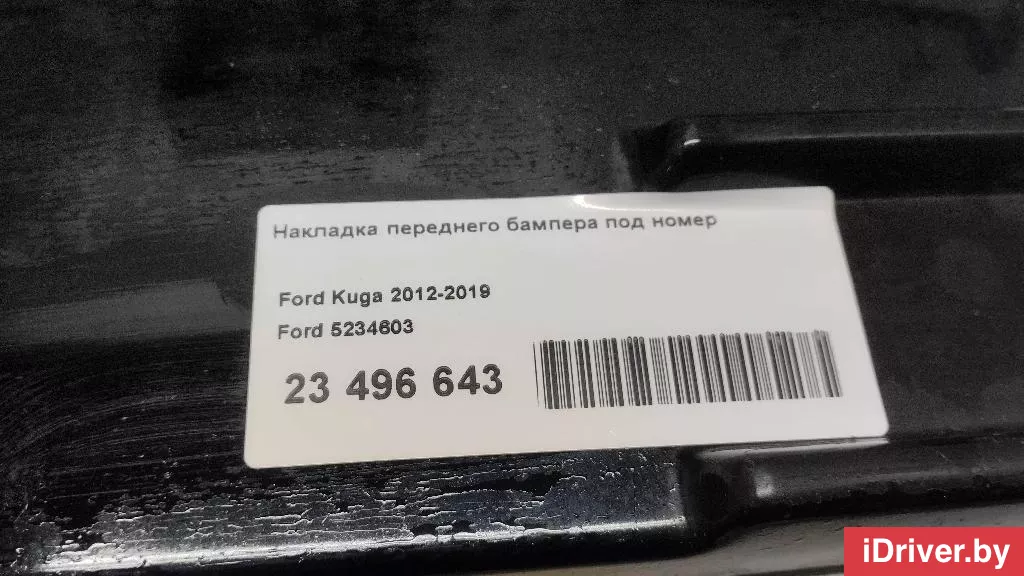 Накладка переднего бампера под номер
Ford Kuga 2012-2019
Ford 5234603
23 496 643
iDriver.by